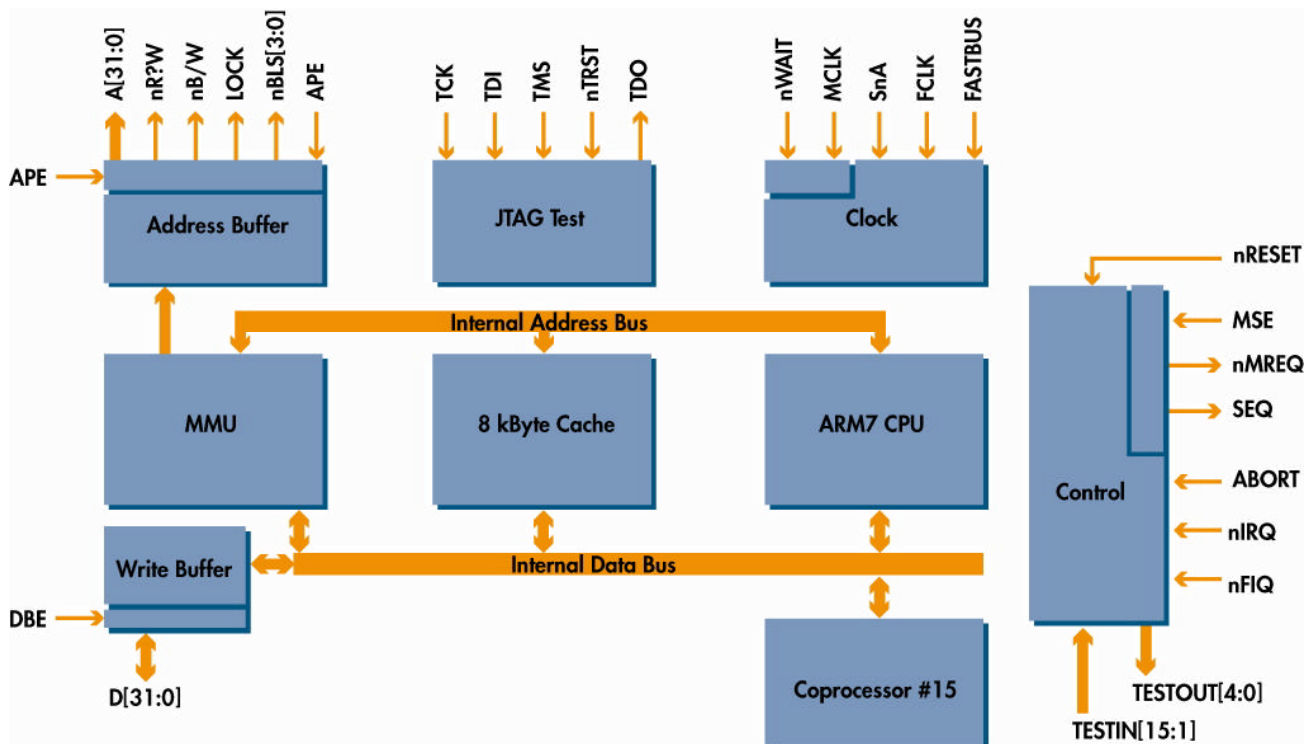 A[31:0]
nR?W
nB/W
LOCK
nBLS[3:0]
APE
TCK
TDI
TMS
nTRST
TDO
nWAIT
MCLK
SnA
FCLK
FASTBUS
APE
Address Buffer
JTAG Test
Clock
nRESET
Internal Address Bus
MSE
nMREQ
SEQ
MMU
8 kByte Cache
ARM7 CPU
ABORT
Control
nIRQ
Write Buffer
Internal Data Bus
nFIQ
DBE
D[31:0]
Coprocessor #15
TESTOUT[4:0]
TESTIN[15:1]